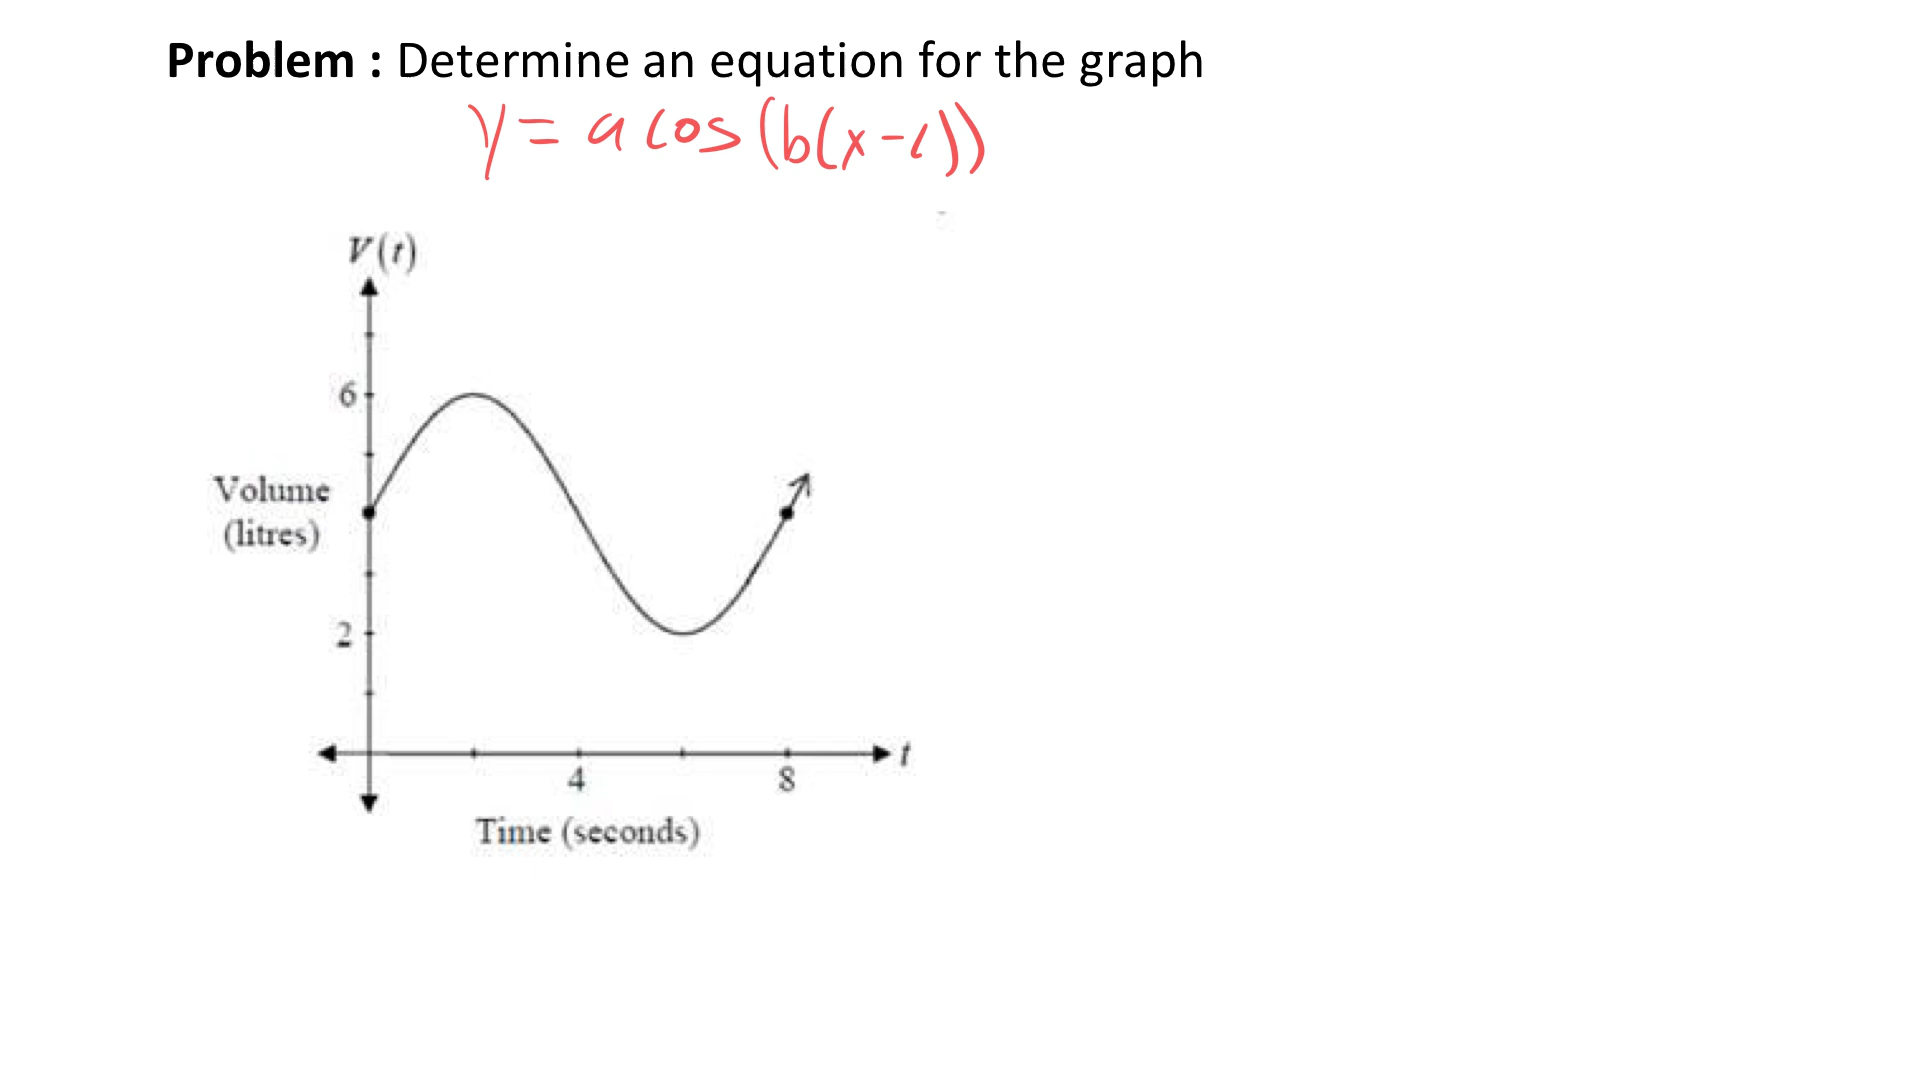 Problem : Determine an equation for the graph
y = a cos (b(x-c))
V(t)
6
Volume
(litres)
2
t
4 8
Time (seconds)